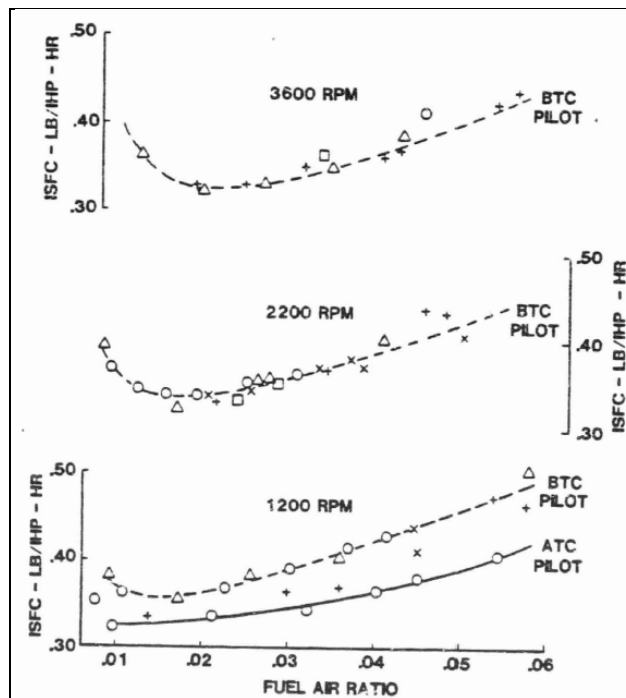 .50
3600 RPM
BTC
PILOT
.40
.30
ISFC - LB/IHP - HR
.50
2200 RPM
BTC
PILOT
.40
.30
ISFC - LB/IHP - HR
.50
1200 RPM
BTC
PILOT
ATC
PILOT
.40
.30
ISFC - LB/IHP - HR
.01 .02 .03 .04 .05 .06
FUEL AIR RATIO